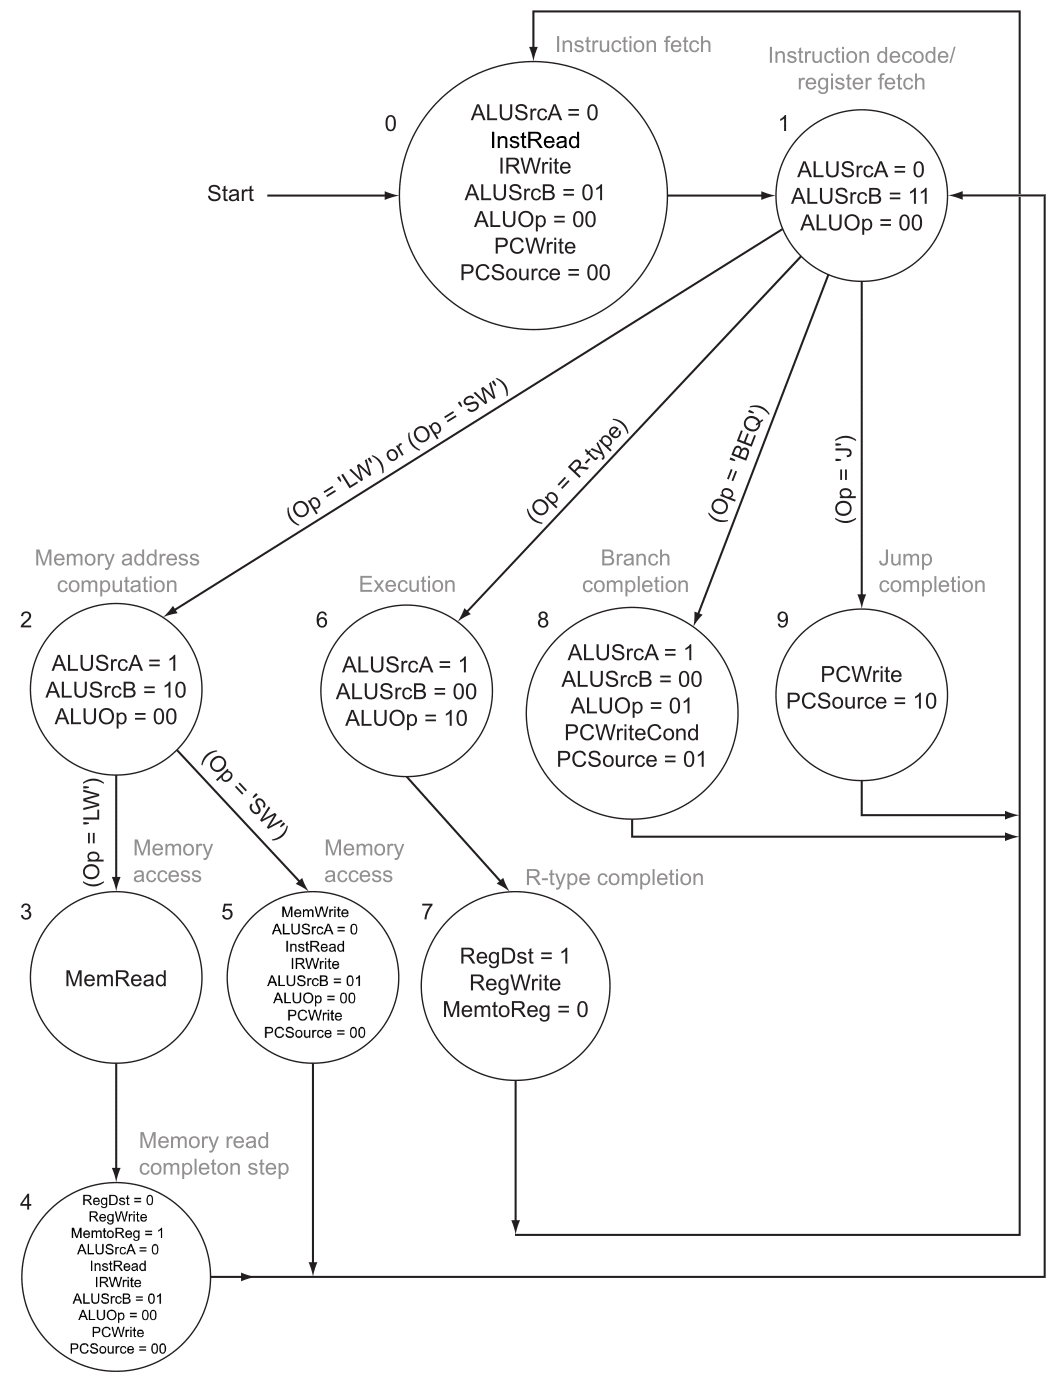 Instruction fetch
Instruction decode/
register fetch
0
ALUSrcA = 0
InstRead
IRWrite
ALUSrcB = 01
ALUOp = 00
PCWrite
PCSource = 00
1
ALUSrcA = 0
ALUSrcB = 11
ALUOp = 00
Start
(Op = 'LW') or (Op = 'SW')
(Op = R-type)
(Op = 'BEQ')
(Op = 'J')
Memory address
computation
2
ALUSrcA = 1
ALUSrcB = 10
ALUOp = 00
Execution
6
ALUSrcA = 1
ALUSrcB = 00
ALUOp = 10
Branch
completion
8
ALUSrcA = 1
ALUSrcB = 00
ALUOp = 01
PCWriteCond
PCSource = 01
Jump
completion
9
PCWrite
PCSource = 10
(Op = 'LW')
(Op = 'SW')
Memory
access
3
MemRead
Memory
access
5
MemWrite
ALUSrcA = 0
InstRead
IRWrite
ALUSrcB = 01
ALUOp = 00
PCWrite
PCSource = 00
R-type completion
7
RegDst = 1
RegWrite
MemtoReg = 0
Memory read
completon step
4
RegDst = 0
RegWrite
MemtoReg = 1
ALUSrcA = 0
InstRead
IRWrite
ALUSrcB = 01
ALUOp = 00
PCWrite
PCSource = 00